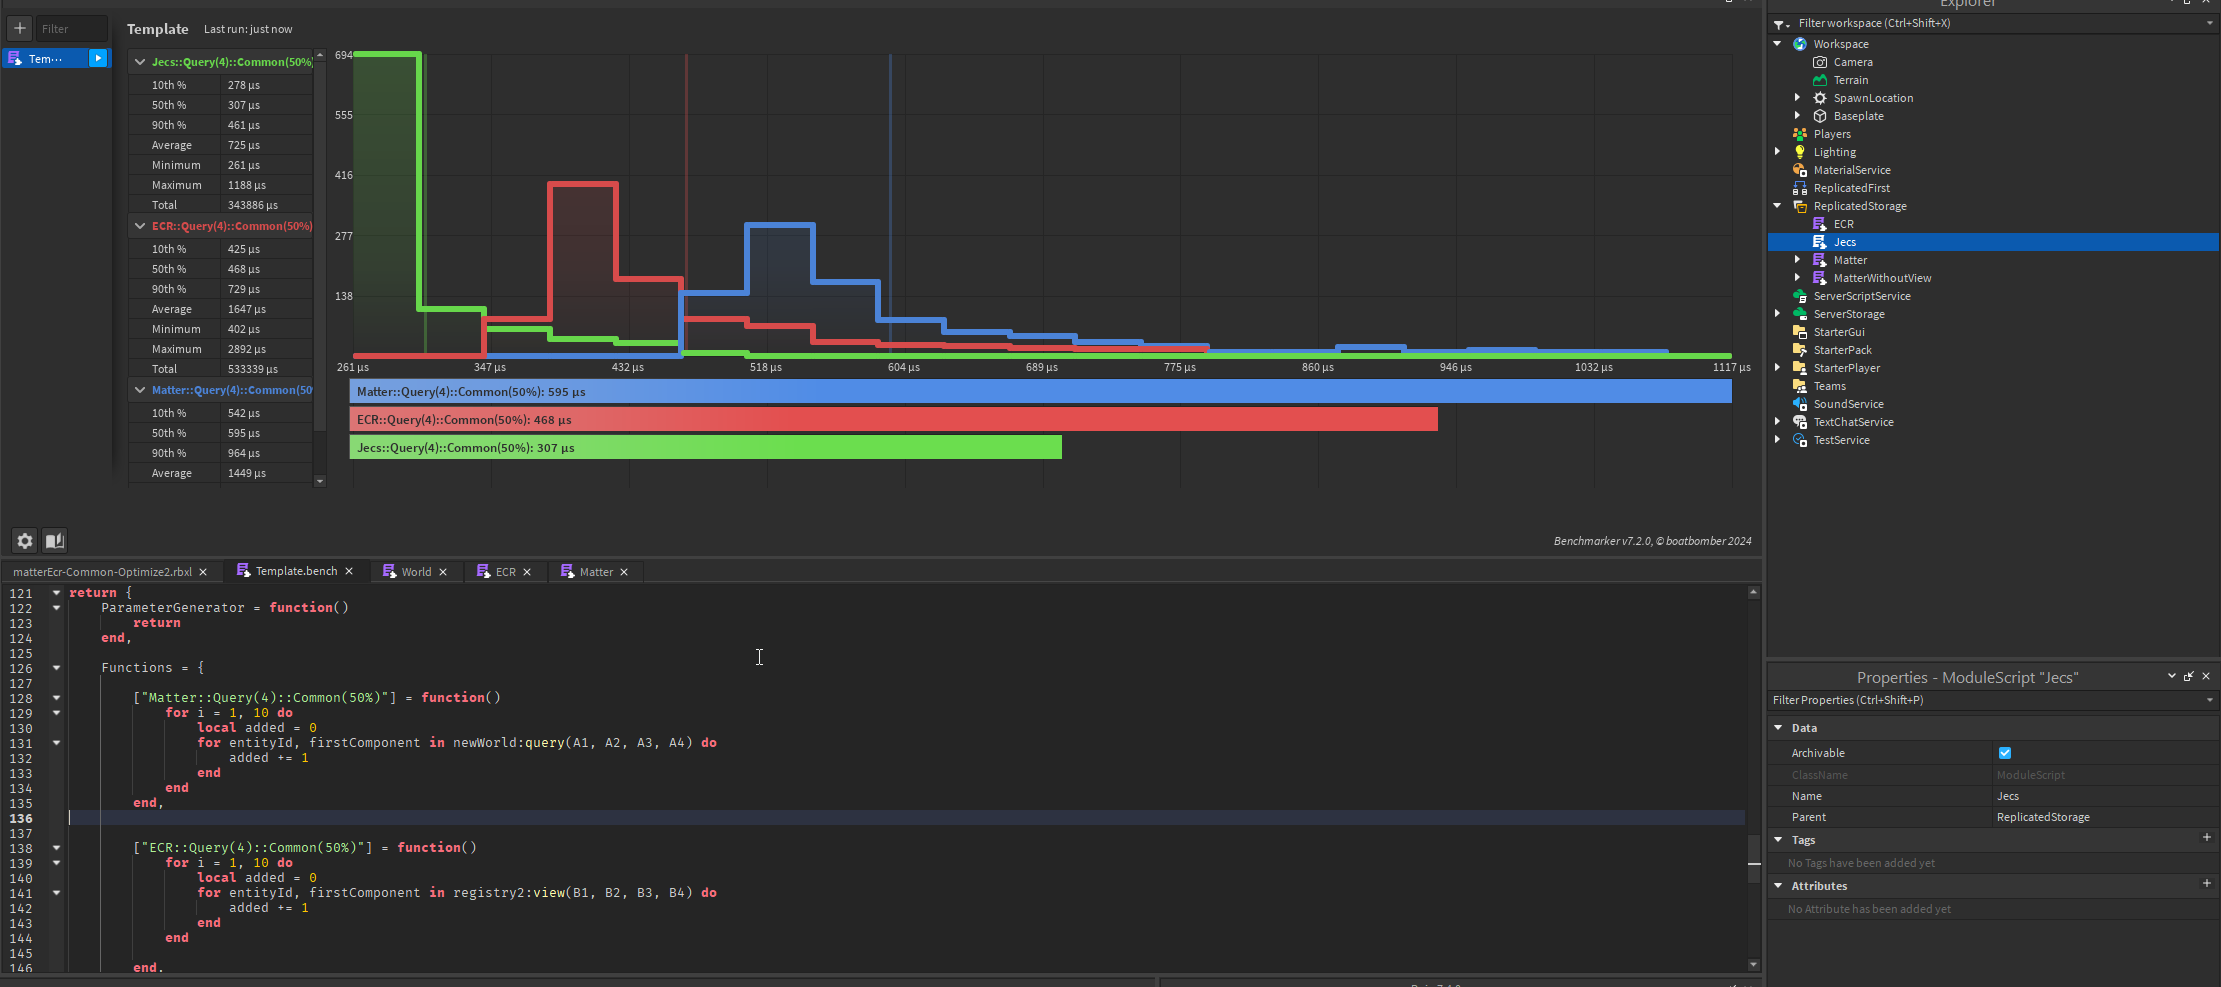 Filter
Tem···
Template
Last run: just now
Jecs::Query(4)::Common(50%)
10th % 278 µs
50th % 307 µs
90th % 461 µs
Average 725 µs
Minimum 261 µs
Maximum 1188 µs
Total 343886 µs
ECR::Query(4)::Common(50%)
10th % 425 µs
50th % 468 µs
90th % 729 µs
Average 1647 µs
Minimum 402 µs
Maximum 2892 µs
Total 533339 µs
Matter::Query(4)::Common(50
10th % 542 µs
50th % 595 µs
90th % 964 µs
Average 1449 µs
694
555
416
277
138
261 µs 347 µs 432 µs 518 µs 604 µs 689 µs 775 µs 860 µs 946 µs 1032 µs 1117 µs
Matter::Query(4)::Common(50%): 595 µs
ECR::Query(4)::Common(50%): 468 µs
Jecs::Query(4)::Common(50%): 307 µs
Benchmarker v7.2.0, © boatbomber 2024
matterEcr-Common-Optimize2.rbxl Template.bench World ECR Matter
121 return {
122 ParameterGenerator = function()
123 return
124 end,
125
126 Functions = {
127
128 ["Matter::Query(4)::Common(50%)"] = function()
129 for i = 1, 10 do
130 local added = 0
131 for entityId, firstComponent in newWorld:query(A1, A2, A3, A4) do
132 added += 1
133 end
134 end
135 end,
136
137
138 ["ECR::Query(4)::Common(50%)"] = function()
139 for i = 1, 10 do
140 local added = 0
141 for entityId, firstComponent in registry2:view(B1, B2, B3, B4) do
142 added += 1
143 end
144 end
145
146 end,
Explorer
Filter workspace (Ctrl+Shift+X)
Workspace
Camera
Terrain
SpawnLocation
Baseplate
Players
Lighting
MaterialService
ReplicatedFirst
ReplicatedStorage
ECR
Jecs
Matter
MatterWithoutView
ServerScriptService
ServerStorage
StarterGui
StarterPack
StarterPlayer
Teams
SoundService
TextChatService
TestService
Properties - ModuleScript "Jecs"
Filter Properties (Ctrl+Shift+P)
Data
Archivable
ClassName ModuleScript
Name Jecs
Parent ReplicatedStorage
Tags
No Tags have been added yet
Attributes
No Attribute has been added yet